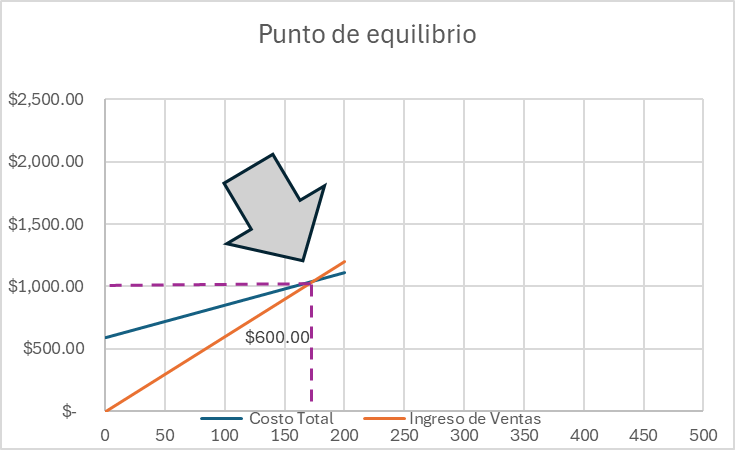 Punto de equilibrio
$2,500.00
$2,000.00
$1,500.00
$1,000.00
$600.00
$500.00
$-
Costo Total Ingreso de Ventas
0 50 100 150 200 250 300 350 400 450 500